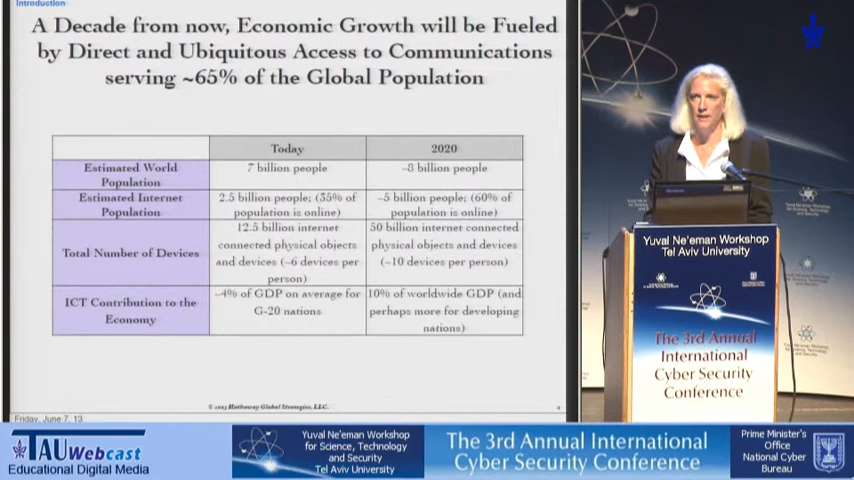 Introduction
A Decade from now, Economic Growth will be Fueled
by Direct and Ubiquitous Access to Communications
serving ~65% of the Global Population
Today
2020
Estimated World
Population
7 billion people
~8 billion people
Estimated Internet
Population
2.5 billion people; (35% of
population is online)
~5 billion people; (60% of
population is online)
Total Number of Devices
12.5 billion internet
connected physical objects
and devices (~6 devices per
person)
50 billion internet connected
physical objects and devices
(~10 devices per person)
ICT Contribution to the
Economy
~4% of GDP on average for
G-20 nations
10% of worldwide GDP (and
perhaps more for developing
nations)
© 2013 Hathaway Global Strategies, LLC.
Friday, June 7, 13
Yuval Ne'eman Workshop
Tel Aviv University
The 3rd Annual
International
Cyber Security
Conference
TAU Webcast
Educational Digital Media
Yuval Ne'eman Workshop
for Science, Technology
and Security
Tel Aviv University
The 3rd Annual International
Cyber Security Conference
Prime Minister's
Office
National Cyber
Bureau